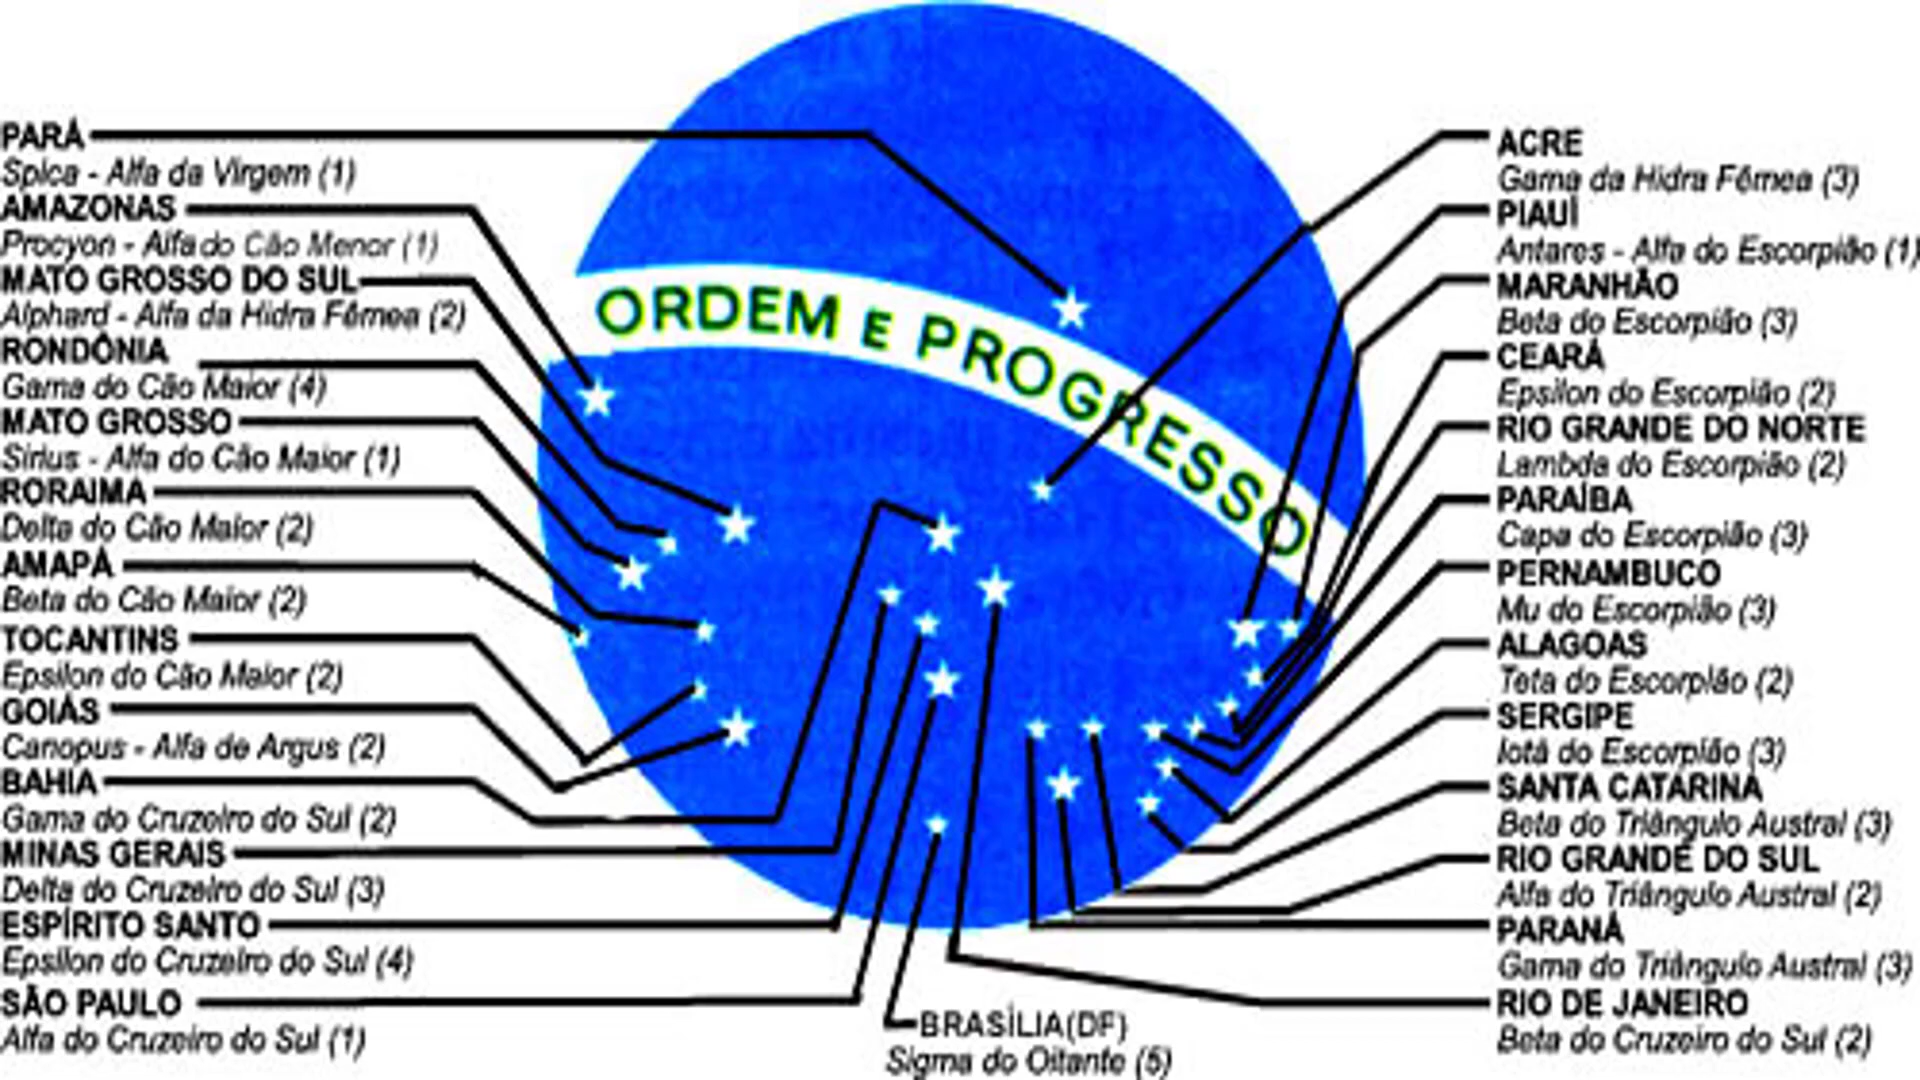 PARÁ
Spica - Alfa da Virgem (1)
AMAZONAS
Procyon - Alfa do Cão Menor (1)
MATO GROSSO DO SUL
Alphard - Alfa da Hidra Fêmea (2)
RONDÔNIA
Gama do Cão Maior (4)
MATO GROSSO
Sirius - Alfa do Cão Maior (1)
RORAIMA
Delta do Cão Maior (2)
AMAPÁ
Beta do Cão Maior (2)
TOCANTINS
Epsilon do Cão Maior (2)
GOIÁS
Canopus - Alfa de Argus (2)
BAHIA
Gama do Cruzeiro do Sul (2)
MINAS GERAIS
Delta do Cruzeiro do Sul (3)
ESPÍRITO SANTO
Epsilon do Cruzeiro do Sul (4)
SÃO PAULO
Alfa do Cruzeiro do Sul (1)
ORDEM E PROGRESSO
BRASÍLIA(DF)
Sigma do Oitante (5)
ACRE
Gama da Hidra Fêmea (3)
PIAUÍ
Antares - Alfa do Escorpião (1)
MARANHÃO
Beta do Escorpião (3)
CEARÁ
Epsilon do Escorpião (2)
RIO GRANDE DO NORTE
Lambda do Escorpião (2)
PARAÍBA
Capa do Escorpião (3)
PERNAMBUCO
Mu do Escorpião (3)
ALAGOAS
Teta do Escorpião (2)
SERGIPE
Iotá do Escorpião (3)
SANTA CATARINA
Beta do Triângulo Austral (3)
RIO GRANDE DO SUL
Alfa do Triângulo Austral (2)
PARANÁ
Gama do Triângulo Austral (3)
RIO DE JANEIRO
Beta do Cruzeiro do Sul (2)